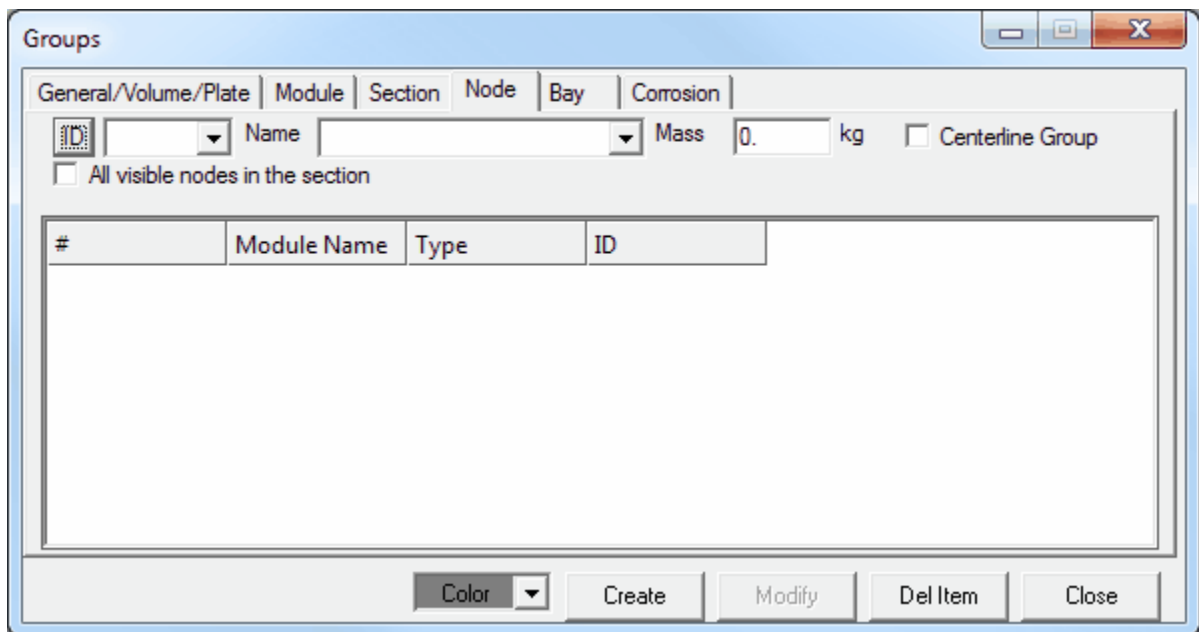 Groups
General/Volume/Plate Module Section Node Bay Corrosion
ID Name Mass 0. kg Centerline Group
All visible nodes in the section
# Module Name Type ID
Color Create Modify Del Item Close